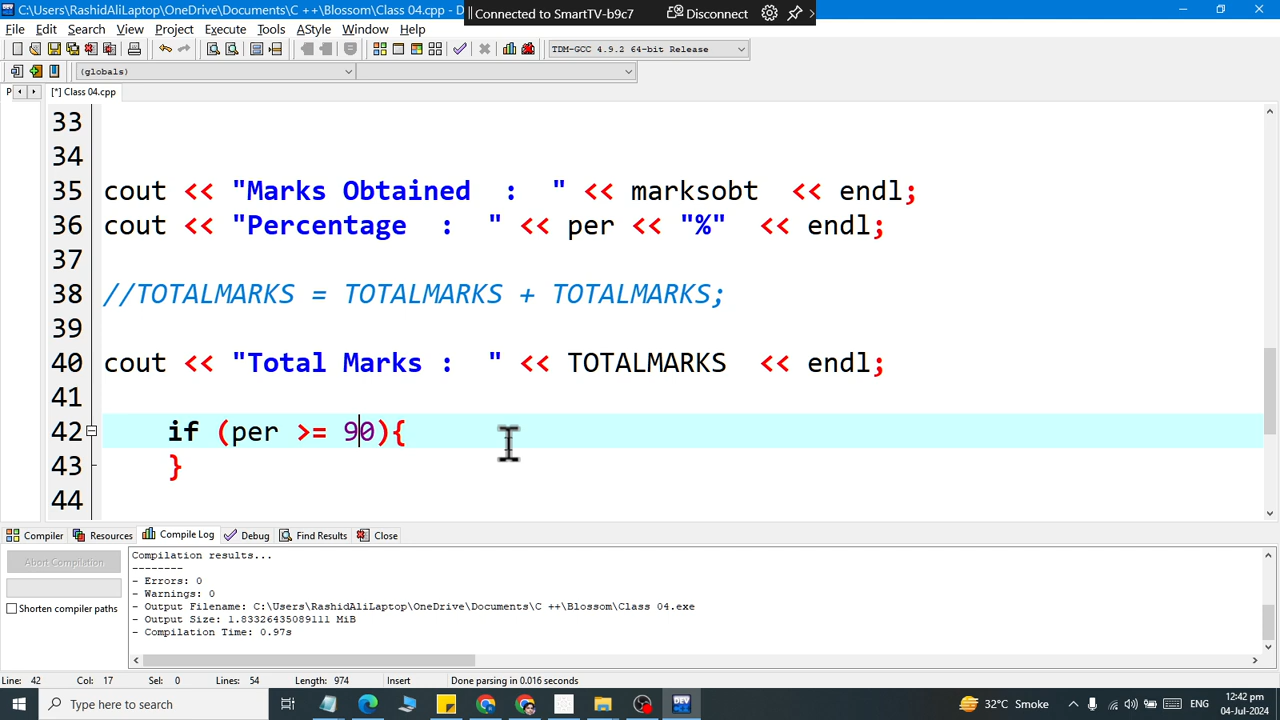 C:\Users\RashidAliLaptop\OneDrive\Documents\C ++\Blossom\Class 04.cpp - D
Connected to SmartTV-b9c7 Disconnect
File Edit Search View Project Execute Tools AStyle Window Help
TDM-GCC 4.9.2 64-bit Release
(globals)
P [*] Class 04.cpp
33
34
35 cout << "Marks Obtained  :  " << marksobt  << endl;
36 cout << "Percentage  :  " << per << "%"  << endl;
37
38 //TOTALMARKS = TOTALMARKS + TOTALMARKS;
39
40 cout << "Total Marks :  " << TOTALMARKS  << endl;
41
42     if (per >= 90){
43     }
44
Compiler Resources Compile Log Debug Find Results Close
Abort Compilation
Shorten compiler paths
Compilation results...
--------
- Errors: 0
- Warnings: 0
- Output Filename: C:\Users\RashidAliLaptop\OneDrive\Documents\C ++\Blossom\Class 04.exe
- Output Size: 1.83326435089111 MiB
- Compilation Time: 0.97s
Line: 42 Col: 17 Sel: 0 Lines: 54 Length: 974 Insert Done parsing in 0.016 seconds
Type here to search
32°C Smoke ENG
12:42 pm
04-Jul-2024